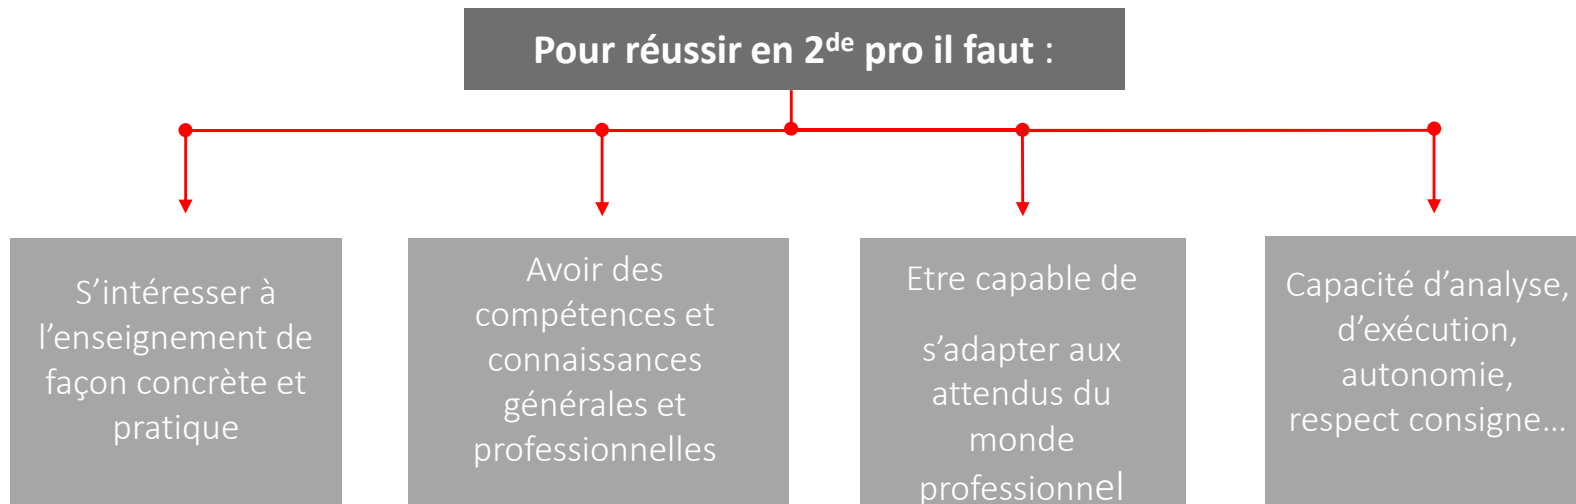 Pour réussir en 2de pro il faut :
S’intéresser à
l’enseignement de
façon concrète et
pratique
Avoir des
compétences et
connaissances
générales et
professionnelles
Etre capable de
s’adapter aux
attendus du
monde
professionnel
Capacité d’analyse,
d’exécution,
autonomie,
respect consigne…